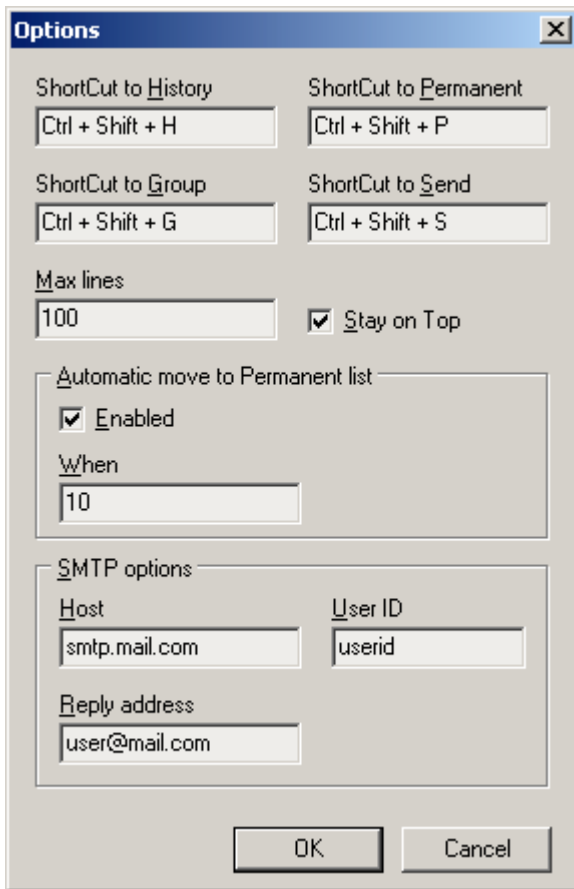 Options
ShortCut to History
ShortCut to Permanent
Ctrl + Shift + H
Ctrl + Shift + P
ShortCut to Group
ShortCut to Send
Ctrl + Shift + G
Ctrl + Shift + S
Max lines
100
Stay on Top
Automatic move to Permanent list
Enabled
When
10
SMTP options
Host
User ID
smtp.mail.com
userid
Reply address
user@mail.com
OK
Cancel